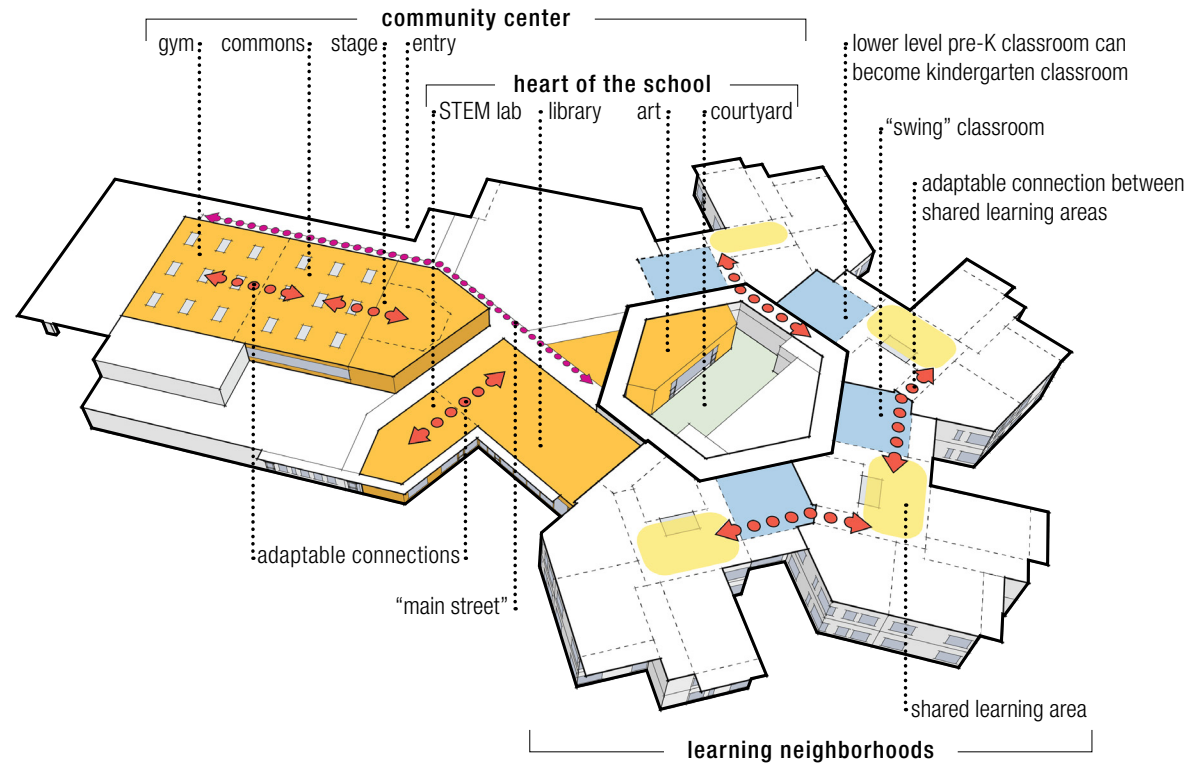 community center
gym
commons
stage
entry
heart of the school
STEM lab
library
art
courtyard
lower level pre-K classroom can
become kindergarten classroom
“swing” classroom
adaptable connection between
shared learning areas
adaptable connections
“main street”
shared learning area
learning neighborhoods